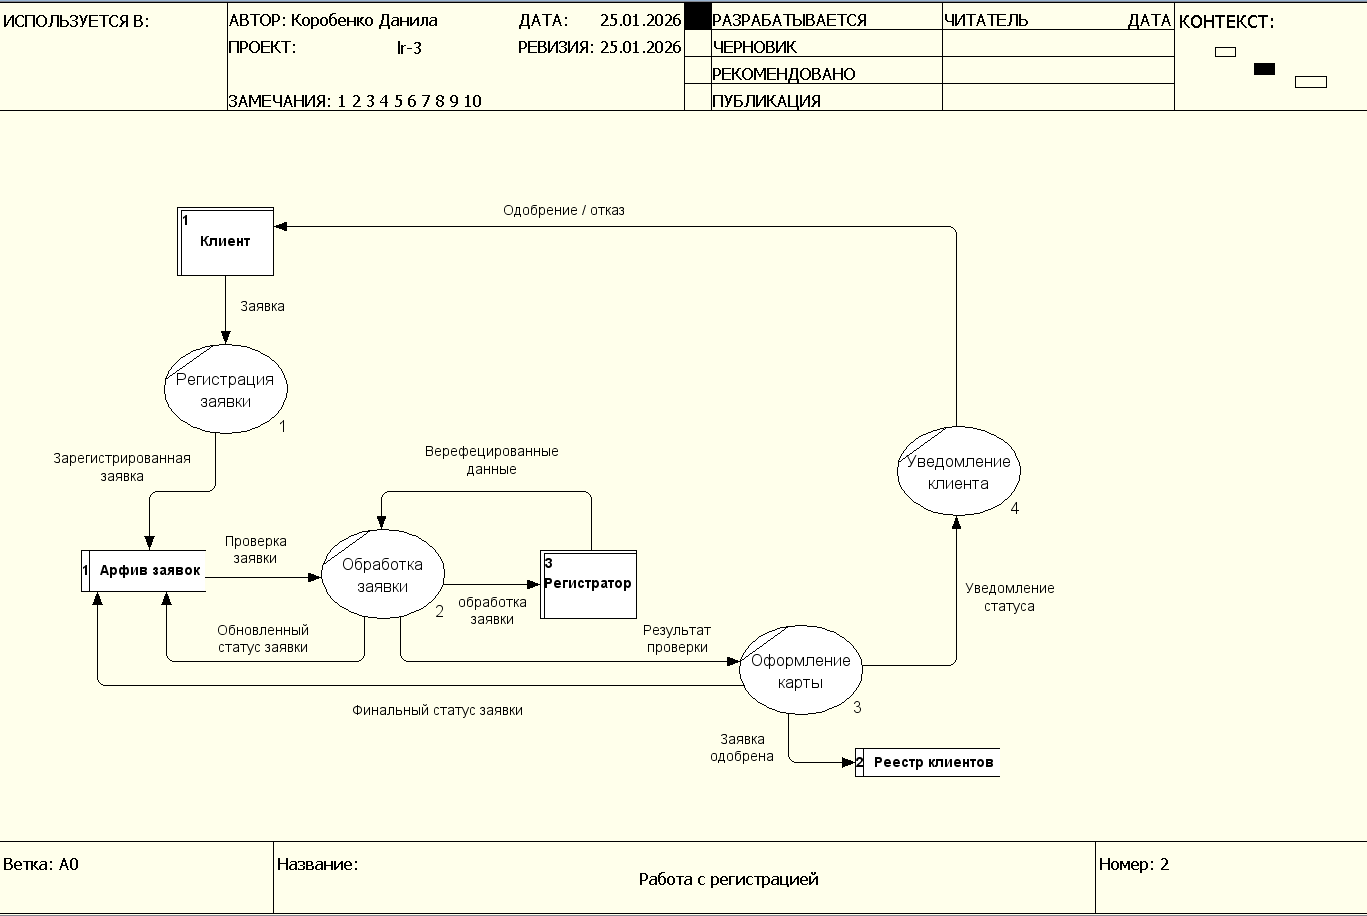 ИСПОЛЬЗУЕТСЯ В:
АВТОР: Коробенко Данила
ДАТА: 25.01.2026
РАЗРАБАТЫВАЕТСЯ
ЧИТАТЕЛЬ
ДАТА
КОНТЕКСТ:
ПРОЕКТ: lr-3
РЕВИЗИЯ: 25.01.2026
ЧЕРНОВИК
РЕКОМЕНДОВАНО
ЗАМЕЧАНИЯ: 1 2 3 4 5 6 7 8 9 10
ПУБЛИКАЦИЯ
Одобрение / отказ
1
Клиент
Заявка
Регистрация
заявки
1
Зарегистрированная
заявка
Верефецированные
данные
Уведомление
клиента
4
Проверка
заявки
1 Арфив заявок
Обработка
заявки
2
3
Регистратор
обработка
заявки
Уведомление
статуса
Обновленный
статус заявки
Результат
проверки
Оформление
карты
3
Финальный статус заявки
Заявка
одобрена
2 Реестр клиентов
Ветка: A0
Название:
Работа с регистрацией
Номер: 2